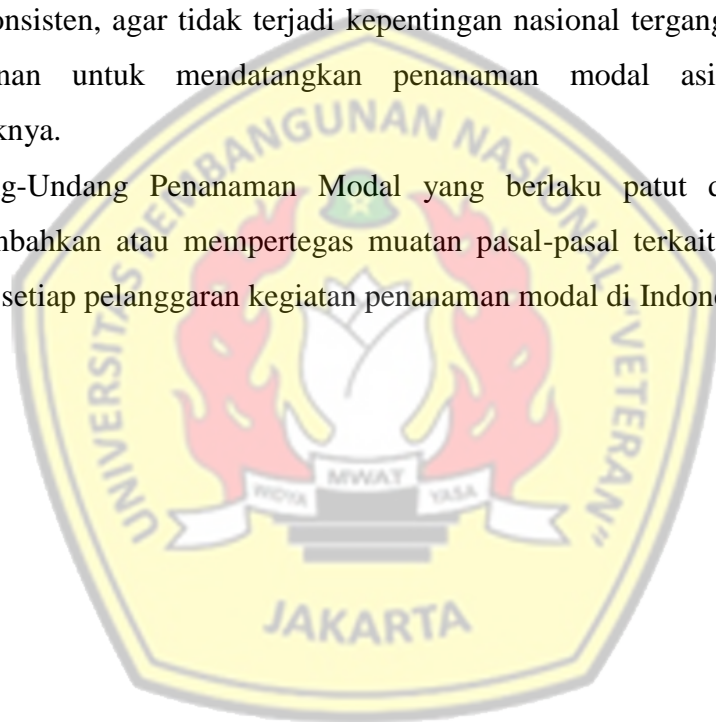 onsisten, agar tidak terjadi kepentingan nasional tergang
nan untuk mendatangkan penanaman modal asi
knya.
g-Undang Penanaman Modal yang berlaku patut d
mbahkan atau mempertegas muatan pasal-pasal terkait
setiap pelanggaran kegiatan penanaman modal di Indone
UNIVERSITAS PEMBANGUNAN NASIONAL "VETERAN"
WIDYA MWAT YASA
JAKARTA